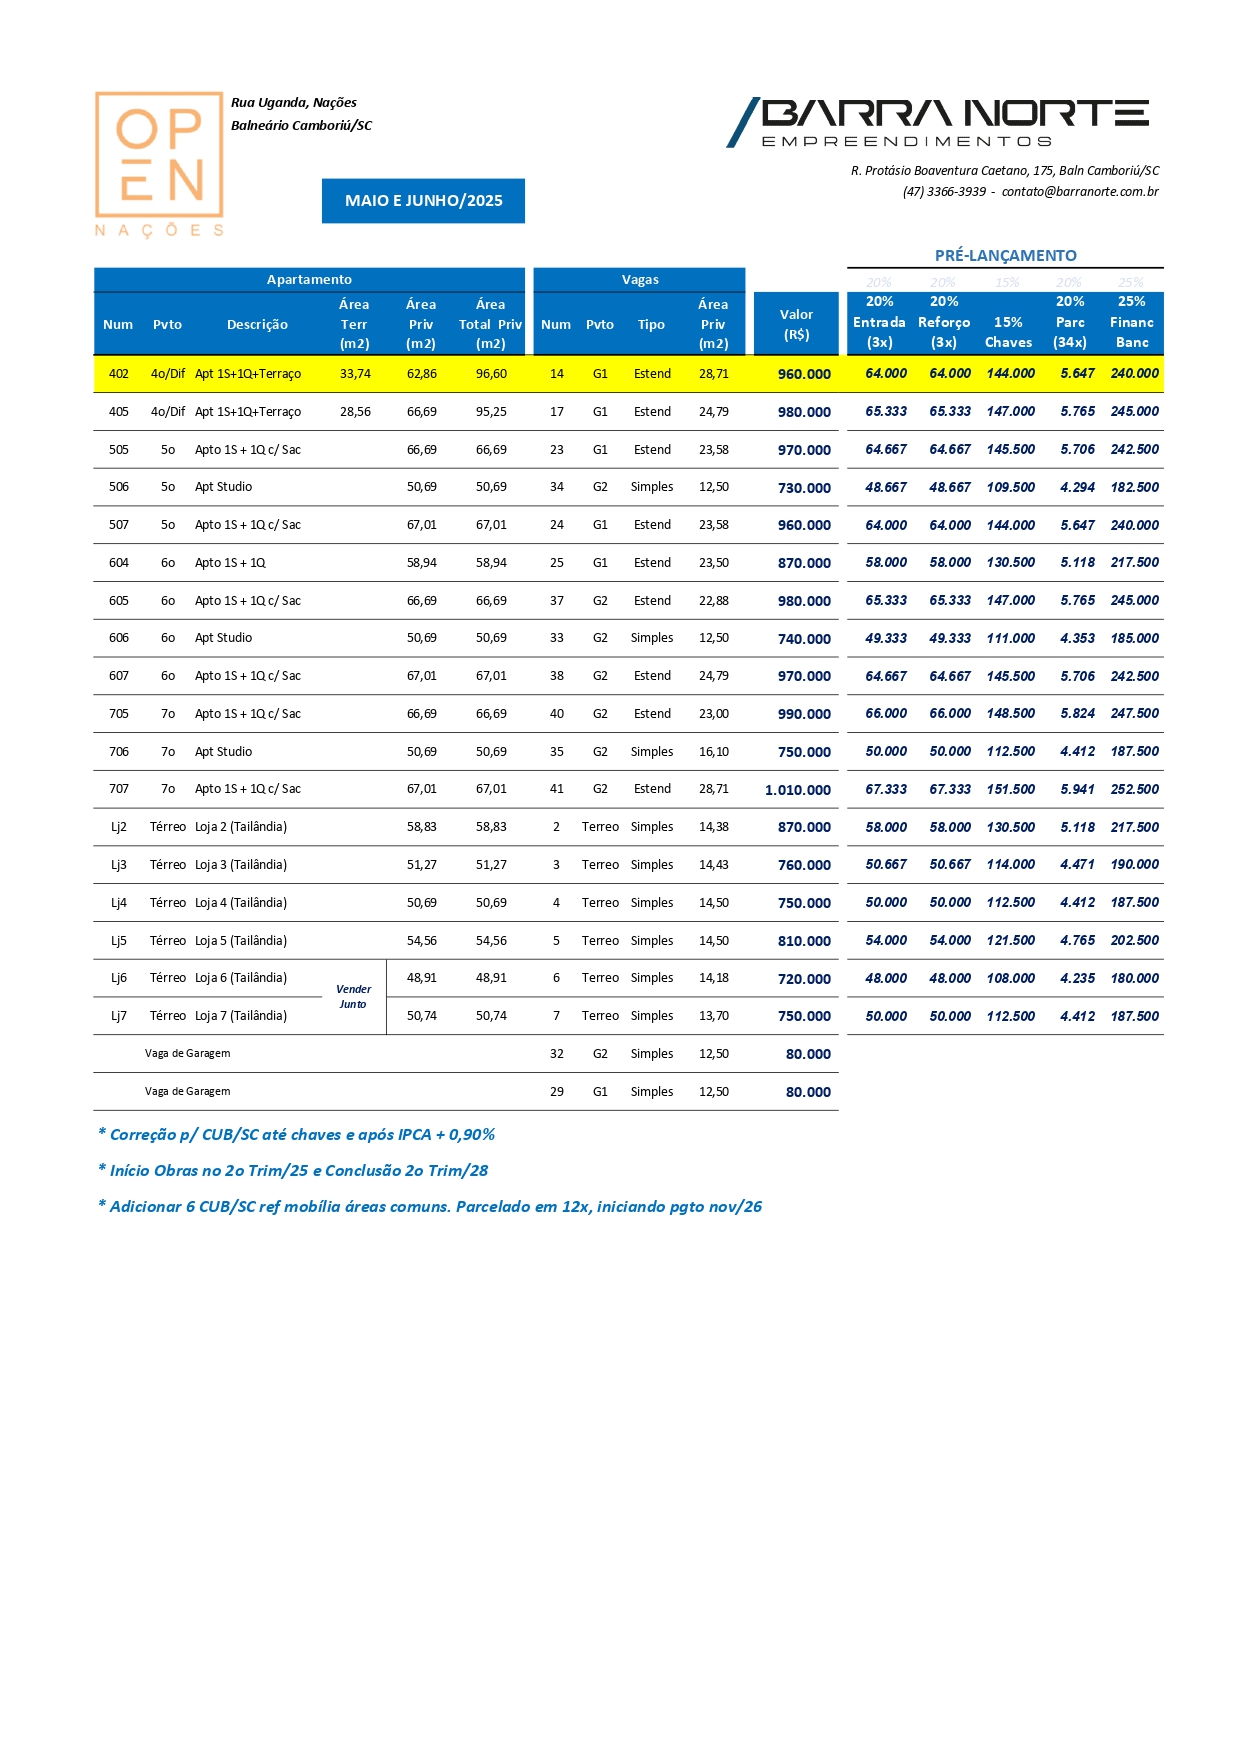 OP
EN
NAÇÕES
Rua Uganda, Nações
Balneário Camboriú/SC
BARRA NORTE
EMPREENDIMENTOS
R. Protásio Boaventura Caetano, 175, Baln Camboriú/SC
(47) 3366-3939 - contato@barranorte.com.br
MAIO E JUNHO/2025
PRÉ-LANÇAMENTO
Apartamento Vagas 20% 20% 15% 20% 25%
Num Pvto Descrição Área Terr (m2) Área Priv (m2) Área Total Priv (m2) Num Pvto Tipo Área Priv (m2) Valor (R$) 20% Entrada (3x) 20% Reforço (3x) 15% Chaves 20% Parc (34x) 25% Financ Banc
402 4o/Dif Apt 1S+1Q+Terraço 33,74 62,86 96,60 14 G1 Estend 28,71 960.000 64.000 64.000 144.000 5.647 240.000
405 4o/Dif Apt 1S+1Q+Terraço 28,56 66,69 95,25 17 G1 Estend 24,79 980.000 65.333 65.333 147.000 5.765 245.000
505 5o Apto 1S + 1Q c/ Sac 66,69 66,69 23 G1 Estend 23,58 970.000 64.667 64.667 145.500 5.706 242.500
506 5o Apt Studio 50,69 50,69 34 G2 Simples 12,50 730.000 48.667 48.667 109.500 4.294 182.500
507 5o Apto 1S + 1Q c/ Sac 67,01 67,01 24 G1 Estend 23,58 960.000 64.000 64.000 144.000 5.647 240.000
604 6o Apto 1S + 1Q 58,94 58,94 25 G1 Estend 23,50 870.000 58.000 58.000 130.500 5.118 217.500
605 6o Apto 1S + 1Q c/ Sac 66,69 66,69 37 G2 Estend 22,88 980.000 65.333 65.333 147.000 5.765 245.000
606 6o Apt Studio 50,69 50,69 33 G2 Simples 12,50 740.000 49.333 49.333 111.000 4.353 185.000
607 6o Apto 1S + 1Q c/ Sac 67,01 67,01 38 G2 Estend 24,79 970.000 64.667 64.667 145.500 5.706 242.500
705 7o Apto 1S + 1Q c/ Sac 66,69 66,69 40 G2 Estend 23,00 990.000 66.000 66.000 148.500 5.824 247.500
706 7o Apt Studio 50,69 50,69 35 G2 Simples 16,10 750.000 50.000 50.000 112.500 4.412 187.500
707 7o Apto 1S + 1Q c/ Sac 67,01 67,01 41 G2 Estend 28,71 1.010.000 67.333 67.333 151.500 5.941 252.500
Lj2 Térreo Loja 2 (Tailândia) 58,83 58,83 2 Terreo Simples 14,38 870.000 58.000 58.000 130.500 5.118 217.500
Lj3 Térreo Loja 3 (Tailândia) 51,27 51,27 3 Terreo Simples 14,43 760.000 50.667 50.667 114.000 4.471 190.000
Lj4 Térreo Loja 4 (Tailândia) 50,69 50,69 4 Terreo Simples 14,50 750.000 50.000 50.000 112.500 4.412 187.500
Lj5 Térreo Loja 5 (Tailândia) 54,56 54,56 5 Terreo Simples 14,50 810.000 54.000 54.000 121.500 4.765 202.500
Lj6 Térreo Loja 6 (Tailândia) 48,91 48,91 6 Terreo Simples 14,18 720.000 48.000 48.000 108.000 4.235 180.000
Vender
Junto
Lj7 Térreo Loja 7 (Tailândia) 50,74 50,74 7 Terreo Simples 13,70 750.000 50.000 50.000 112.500 4.412 187.500
Vaga de Garagem 32 G2 Simples 12,50 80.000
Vaga de Garagem 29 G1 Simples 12,50 80.000
* Correção p/ CUB/SC até chaves e após IPCA + 0,90%
* Início Obras no 2o Trim/25 e Conclusão 2o Trim/28
* Adicionar 6 CUB/SC ref mobília áreas comuns. Parcelado em 12x, iniciando pgto nov/26